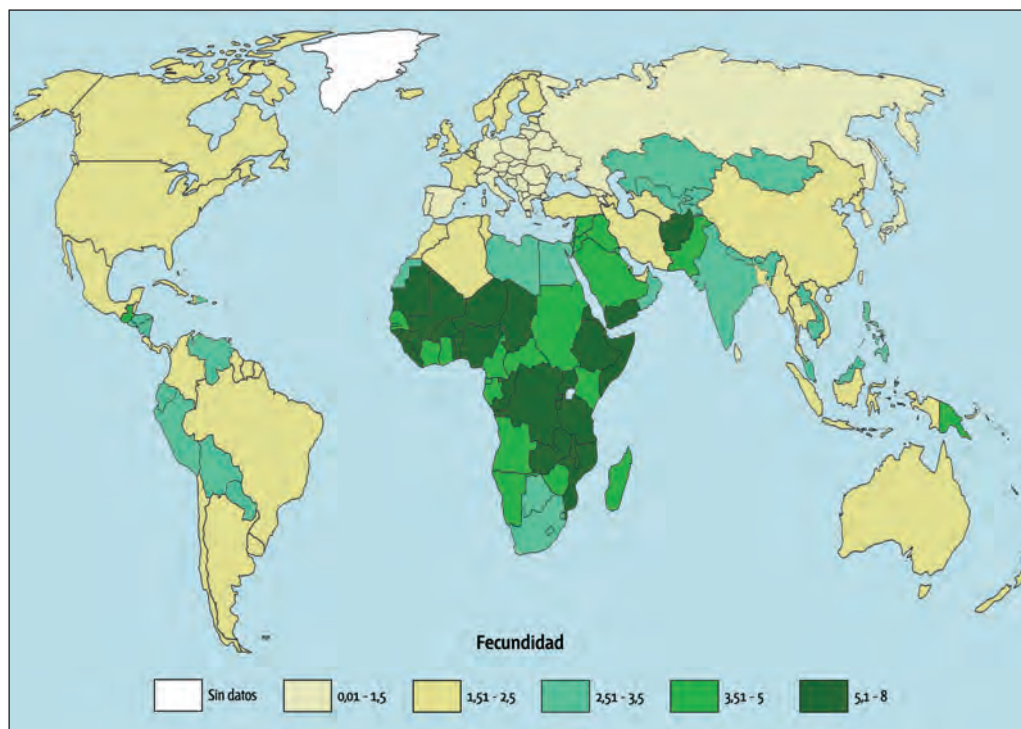 Fecundidad
Sin datos
0,01 - 1,5
1,51 - 2,5
2,51 - 3,5
3,51 - 5
5,1 - 8